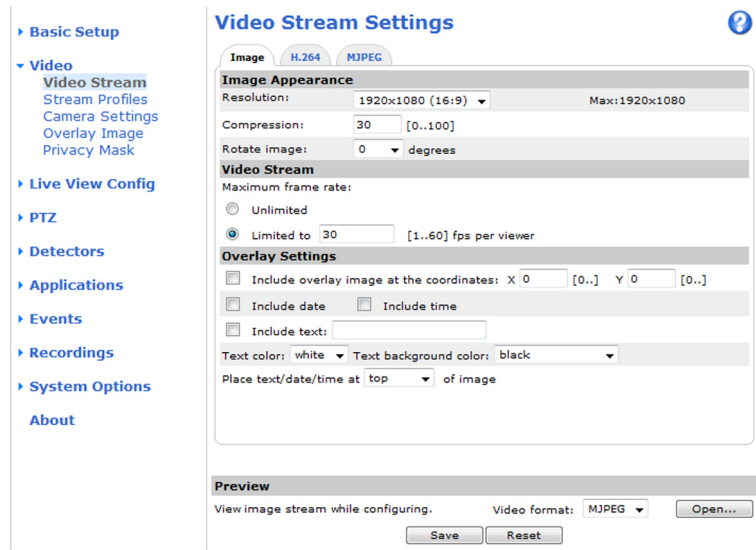 Basic Setup
Video
Video Stream
Stream Profiles
Camera Settings
Overlay Image
Privacy Mask
Live View Config
PTZ
Detectors
Applications
Events
Recordings
System Options
About
Video Stream Settings
?
Image H.264 MJPEG
Image Appearance
Resolution: 1920x1080 (16:9) Max:1920x1080
Compression: 30 [0..100]
Rotate image: 0 degrees
Video Stream
Maximum frame rate:
Unlimited
Limited to 30 [1..60] fps per viewer
Overlay Settings
Include overlay image at the coordinates: X 0 [0..] Y 0 [0..]
Include date Include time
Include text:
Text color: white Text background color: black
Place text/date/time at top of image
Preview
View image stream while configuring. Video format: MJPEG Open...
Save Reset